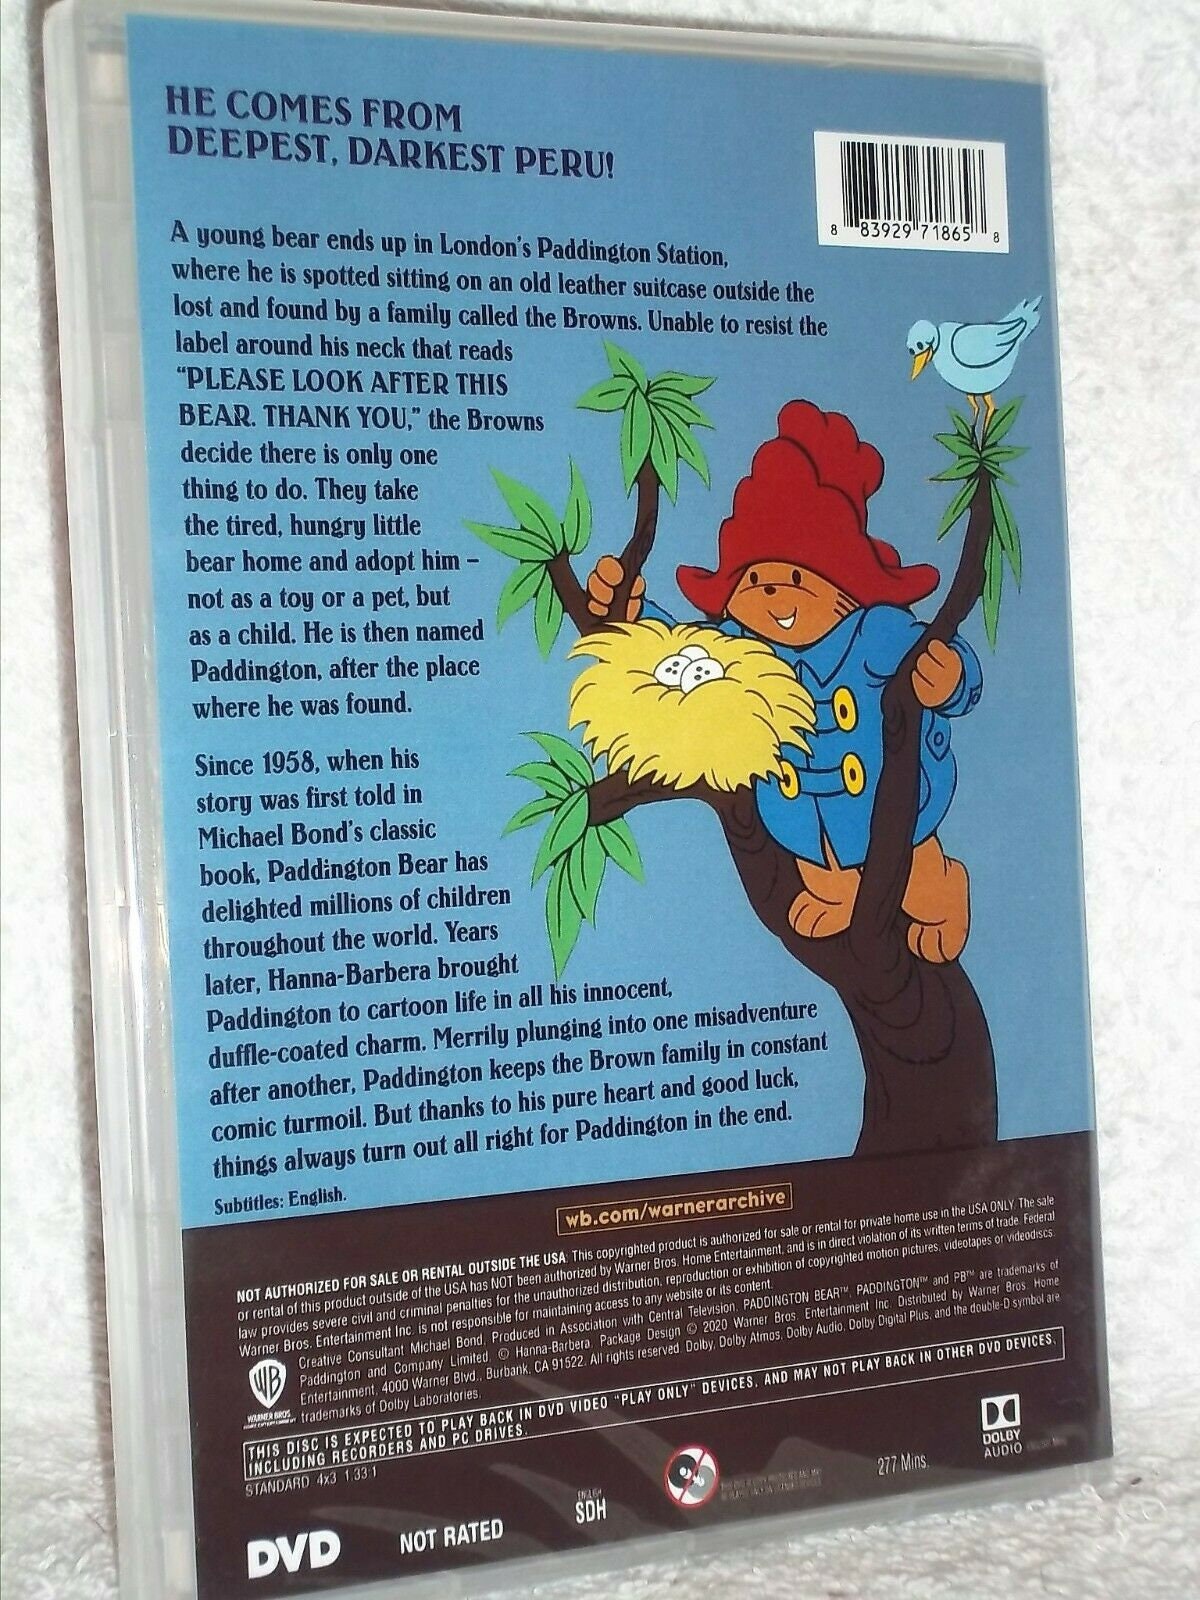 HE COMES FROM
DEEPEST, DARKEST PERU!
8 83929 71865 8
A young bear ends up in London's Paddington Station,
where he is spotted sitting on an old leather suitcase outside the
lost and found by a family called the Browns. Unable to resist the
label around his neck that reads
"PLEASE LOOK AFTER THIS
BEAR. THANK YOU," the Browns
decide there is only one
thing to do. They take
the tired, hungry little
bear home and adopt him –
not as a toy or a pet, but
as a child. He is then named
Paddington, after the place
where he was found.
Since 1958, when his
story was first told in
Michael Bond's classic
book, Paddington Bear has
delighted millions of children
throughout the world. Years
later, Hanna-Barbera brought
Paddington to cartoon life in all his innocent,
duffle-coated charm. Merrily plunging into one misadventure
after another, Paddington keeps the Brown family in constant
comic turmoil. But thanks to his pure heart and good luck,
things always turn out all right for Paddington in the end.
Subtitles: English.
wb.com/warnerarchive
NOT AUTHORIZED FOR SALE OR RENTAL OUTSIDE THE USA: This copyrighted product is authorized for sale or rental for private home use in the USA ONLY. The sale
or rental of this product outside of the USA has NOT been authorized by Warner Bros. Home Entertainment, and is in direct violation of its written terms of trade. Federal
law provides severe civil and criminal penalties for the unauthorized distribution, reproduction or exhibition of copyrighted motion pictures, videotapes or videodiscs.
Warner Bros. Entertainment Inc. is not responsible for maintaining access to any website or its content.
Creative Consultant Michael Bond. Produced in Association with Central Television. PADDINGTON BEAR™, PADDINGTON™ and PB™ are trademarks of
Paddington and Company Limited. © Hanna-Barbera. Package Design © 2020 Warner Bros. Entertainment Inc. Distributed by Warner Bros. Home
Entertainment, 4000 Warner Blvd., Burbank, CA 91522. All rights reserved. Dolby, Dolby Atmos, Dolby Audio, Dolby Digital Plus, and the double-D symbol are
trademarks of Dolby Laboratories.
WB
WARNER BROS.
THIS DISC IS EXPECTED TO PLAY BACK IN DVD VIDEO "PLAY ONLY" DEVICES, AND MAY NOT PLAY BACK IN OTHER DVD DEVICES,
INCLUDING RECORDERS AND PC DRIVES.
STANDARD 4x3 1.33:1
DOLBY
AUDIO
277 Mins.
ENGLISH
SDH
DVD
NOT RATED